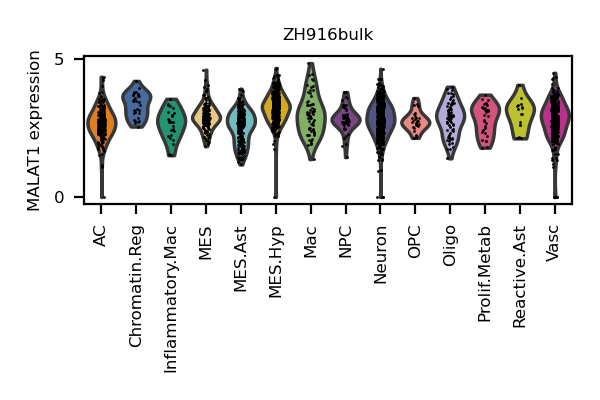 ZH916bulk
MALAT1 expression
5
0
AC
Chromatin.Reg
Inflammatory.Mac
MES
MES.Ast
MES.Hyp
Mac
NPC
Neuron
OPC
Oligo
Prolif.Metab
Reactive.Ast
Vasc